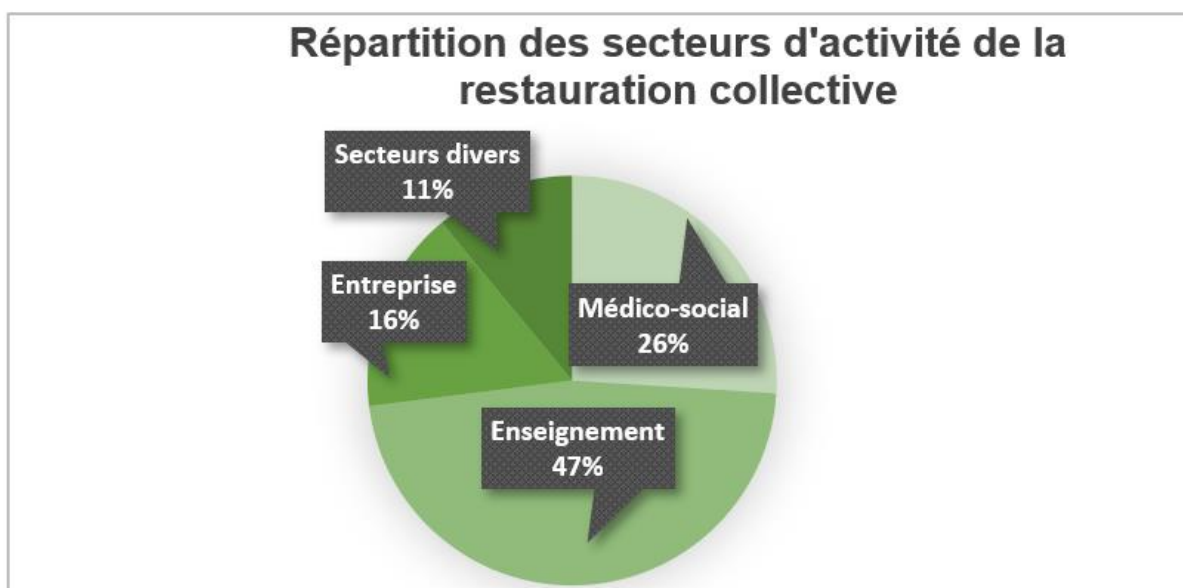 Répartition des secteurs d'activité de la
restauration collective
Secteurs divers
11%
Entreprise
16%
Médico-social
26%
Enseignement
47%